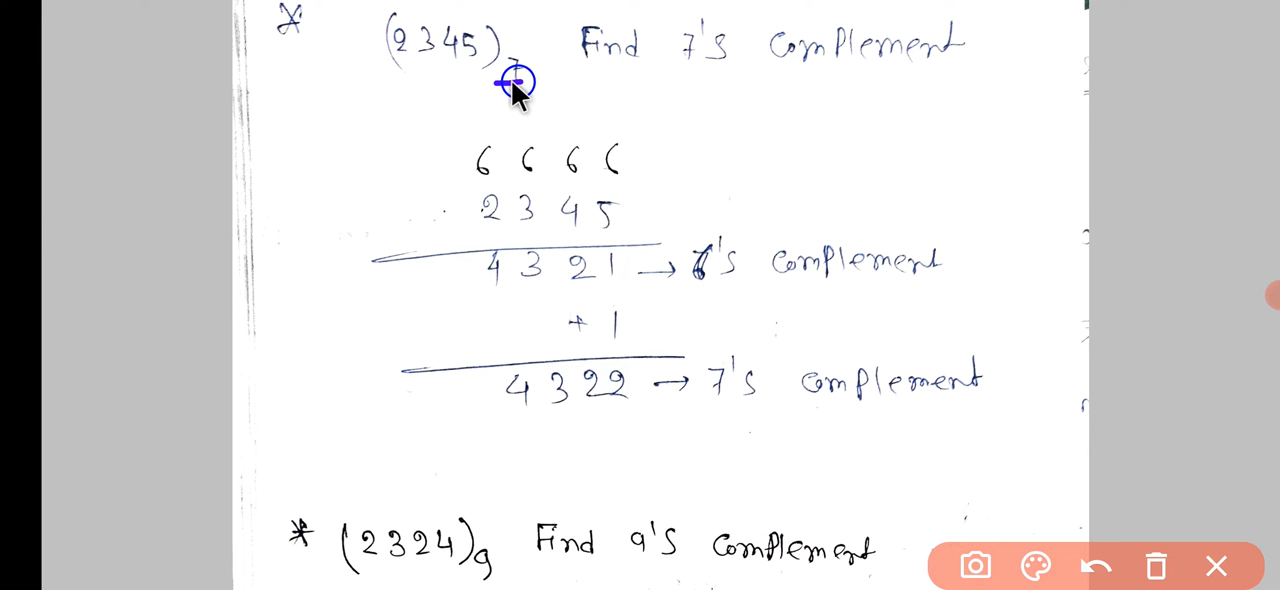 * (2345)7 Find 7's complement
6 6 6 6
2 3 4 5
4 3 2 1 → 6's complement
+ 1
4 3 2 2 → 7's complement
* (2324)9 Find 9's complement